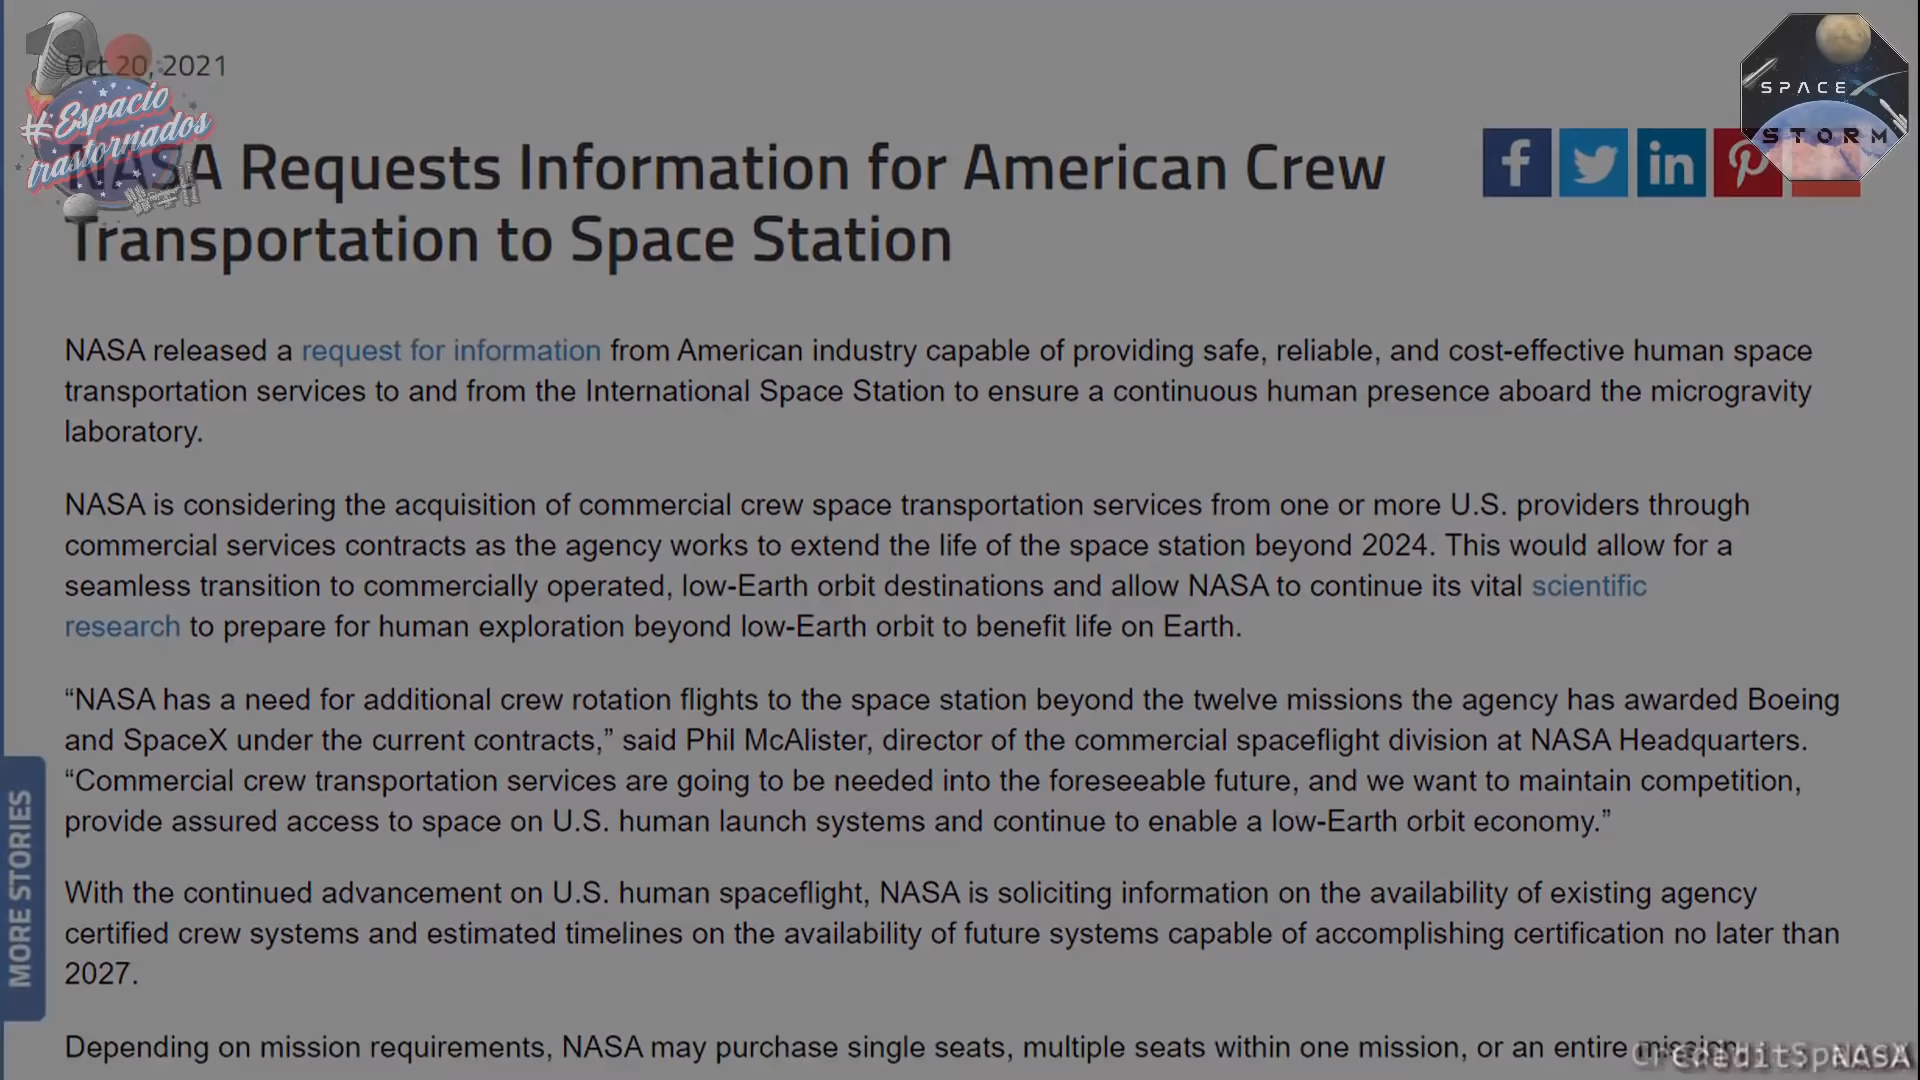 Oct 20, 2021
#Espacio
trastornados
SPACEX
STORM
NASA Requests Information for American Crew
Transportation to Space Station
NASA released a request for information from American industry capable of providing safe, reliable, and cost-effective human space
transportation services to and from the International Space Station to ensure a continuous human presence aboard the microgravity
laboratory.
NASA is considering the acquisition of commercial crew space transportation services from one or more U.S. providers through
commercial services contracts as the agency works to extend the life of the space station beyond 2024. This would allow for a
seamless transition to commercially operated, low-Earth orbit destinations and allow NASA to continue its vital scientific
research to prepare for human exploration beyond low-Earth orbit to benefit life on Earth.
“NASA has a need for additional crew rotation flights to the space station beyond the twelve missions the agency has awarded Boeing
and SpaceX under the current contracts,” said Phil McAlister, director of the commercial spaceflight division at NASA Headquarters.
“Commercial crew transportation services are going to be needed into the foreseeable future, and we want to maintain competition,
provide assured access to space on U.S. human launch systems and continue to enable a low-Earth orbit economy.”
With the continued advancement on U.S. human spaceflight, NASA is soliciting information on the availability of existing agency
certified crew systems and estimated timelines on the availability of future systems capable of accomplishing certification no later than
2027.
Depending on mission requirements, NASA may purchase single seats, multiple seats within one mission, or an entire mission
MORE STORIES